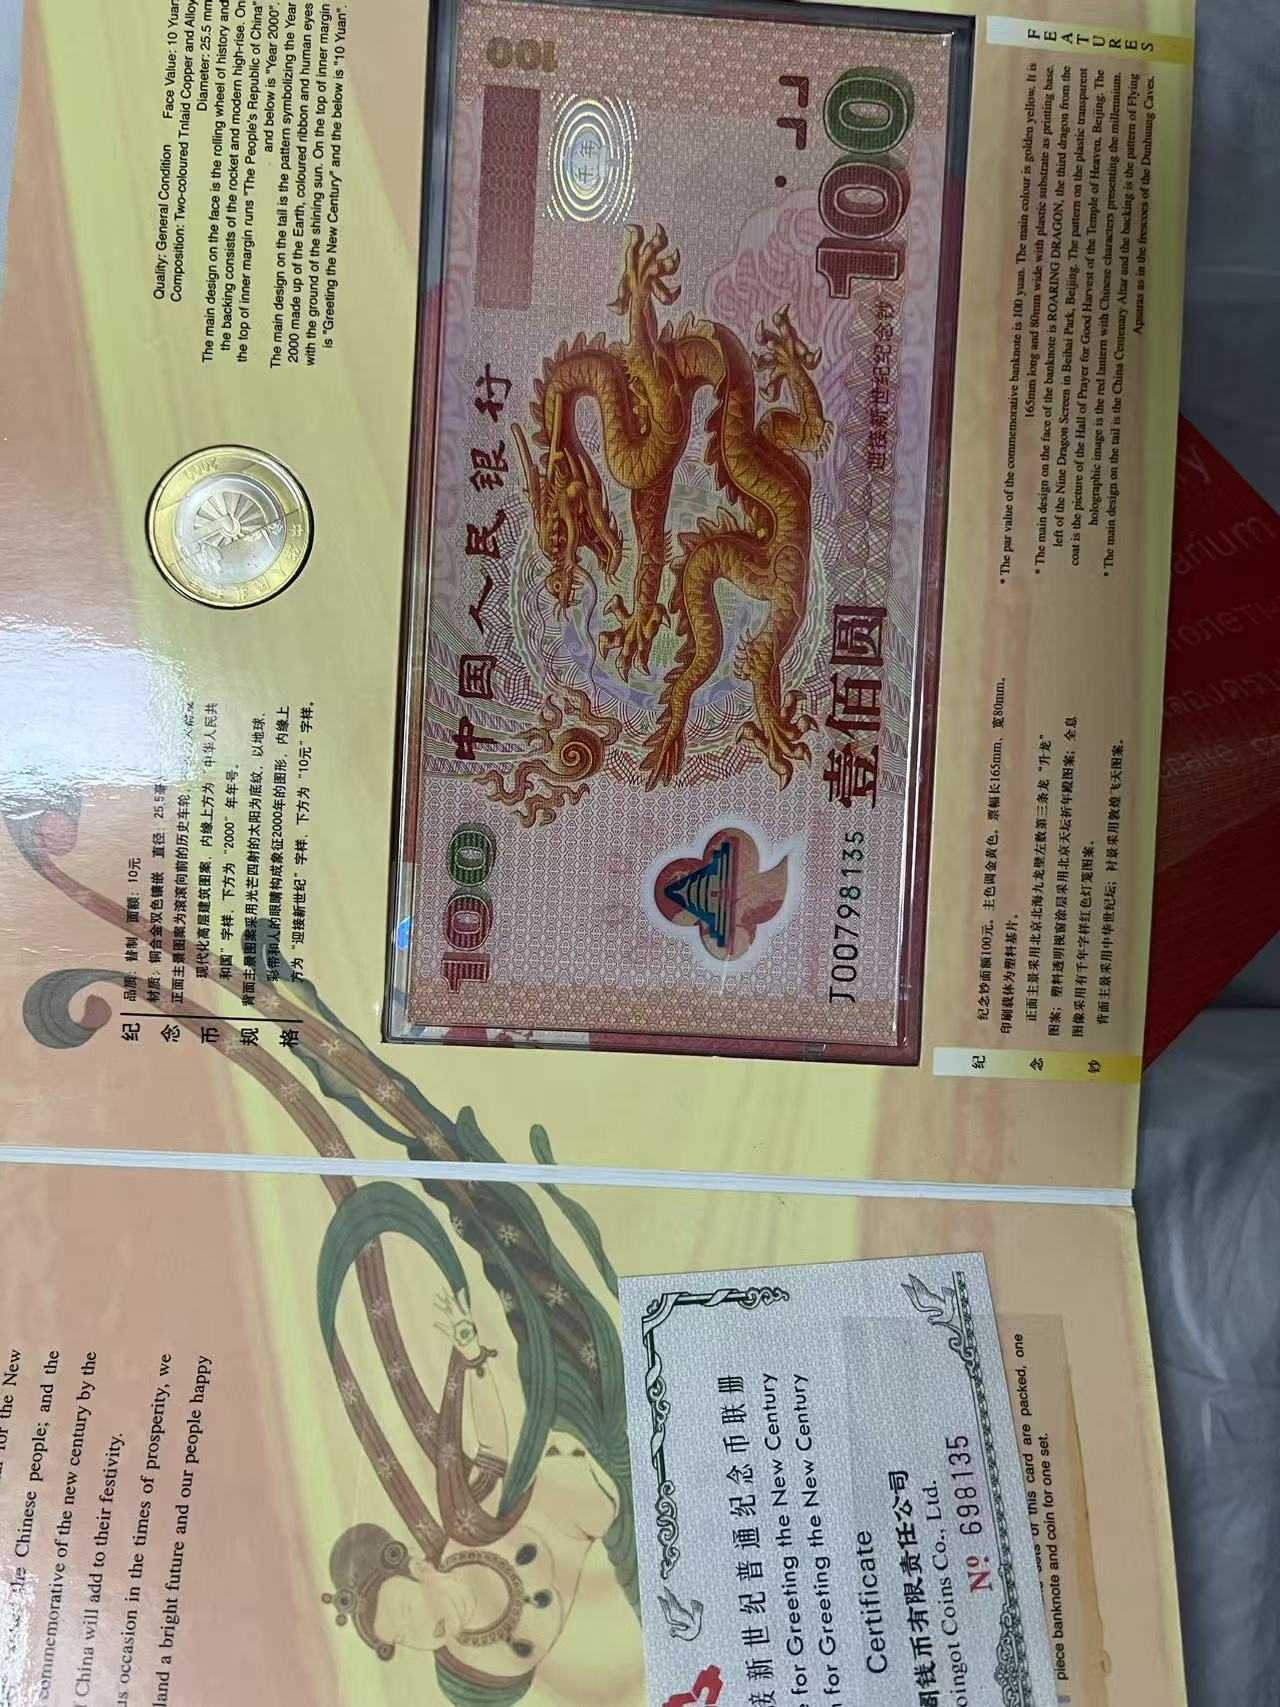 Quality: General Condition Face Value: 10 Yuan
Composition: Two-coloured Tnlaid Copper and Alloy
Diameter: 25.5 mm
The main design on the face is the rolling wheel of history and
the backing consists of the rocket and modern high-rise. On
the top of inner margin runs "The People's Republic of China"
and below is "Year 2000".
The main design on the tail is the pattern symbolizing the Year
2000 made up of the Earth, coloured ribbon and human eyes
with the ground of the shining sun. On the top of inner margin
is "Greeting the New Century" and the below is "10 Yuan".
纪念币规格
品质：普制 面额：10元
材质：铜合金双色镶嵌 直径：25.5
正面主景图案为滚滚向前的历史车轮，
现代化高层建筑图案，内缘上方为“中华人民共
和国”字样，下方为“2000”年年号。
背面主景图案采用光芒四射的太阳为底纹，以地球、
彩带和人的眼睛构成象征2000年的图形，内缘上
方为“迎接新世纪”字样，下方为“10元”字样。
2000
100
中国人民银行
100
千年
壹佰圆
迎接新世纪纪念钞
100
J00798135
FEATURES
* The par value of the commemorative banknote is 100 yuan. The main colour is golden yellow. It is
165mm long and 80mm wide with plastic substrate as printing base.
* The main design on the face of the banknote is ROARING DRAGON, the third dragon from the
left of the Nine Dragon Screen in Beihai Park, Beijing. The pattern on the plastic transparent
coat is the picture of the Hall of Prayer for Good Harvest of the Temple of Heaven, Beijing. The
holographic image is the red lantern with Chinese characters presenting the millennium.
* The main design on the tail is the China Centenary Altar and the backing is the pattern of Flying
Apsaras as in the frescoes of the Dunhuang Caves.
纪念钞
纪念钞面额100元，主色调金黄色，票幅长165mm、宽80mm，
印刷载体为塑料基片。
正面主景采用北京北海九龙壁左数第三条龙“升龙”
图案；塑料透明视窗涂层采用北京天坛祈年殿图案；全息
图像采用有千年字样红色灯笼图案。
背面主景采用中华世纪坛；衬景采用敦煌飞天图案。
for the New
the Chinese people; and the
commemorative of the new century by the
China will add to their festivity.
occasion in the times of prosperity, we
land a bright future and our people happy
接新世纪普通纪念币联册
for Greeting the New Century
for Greeting the New Century
Certificate
钱币有限责任公司
Coins Co., Ltd.
Nº 698135
of this card are packed, one
piece banknote and coin for one set.